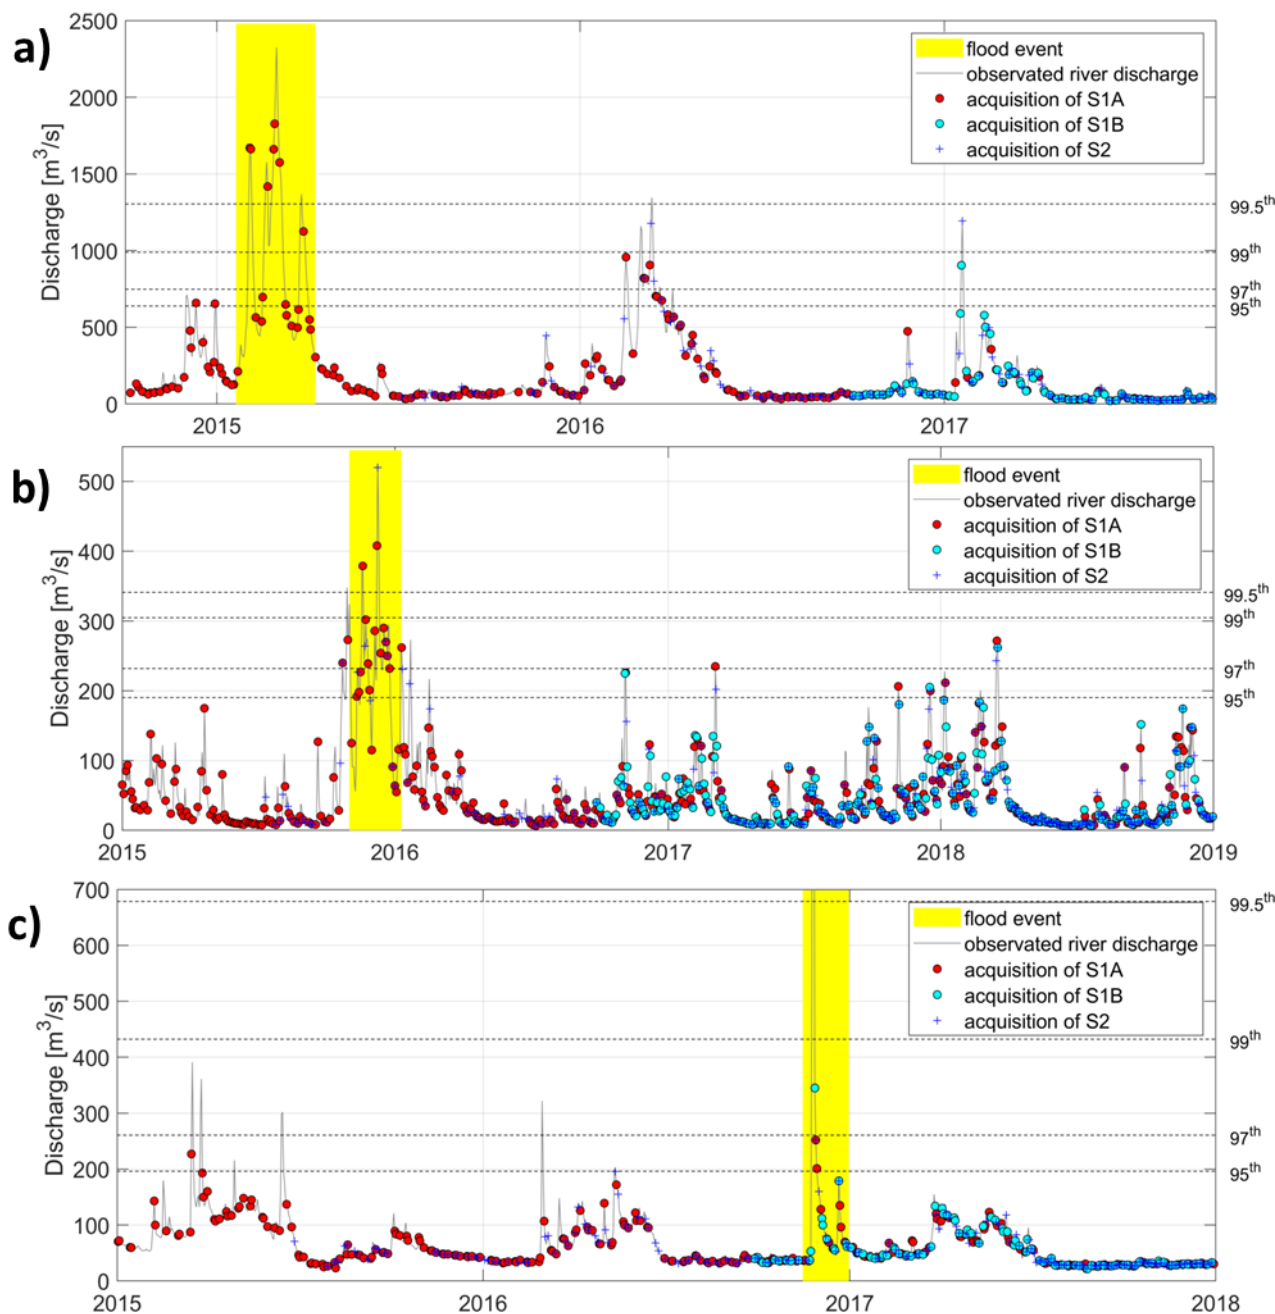 a)
2500
2000
1500
1000
500
0
Discharge [m³/s]
flood event
observated river discharge
acquisition of S1A
acquisition of S1B
acquisition of S2
99.5th
99th
97th
95th
2015
2016
2017
b)
500
400
300
200
100
0
Discharge [m³/s]
flood event
observated river discharge
acquisition of S1A
acquisition of S1B
acquisition of S2
99.5th
99th
97th
95th
2015
2016
2017
2018
2019
c)
700
600
500
400
300
200
100
0
Discharge [m³/s]
flood event
observated river discharge
acquisition of S1A
acquisition of S1B
acquisition of S2
99.5th
99th
97th
95th
2015
2016
2017
2018